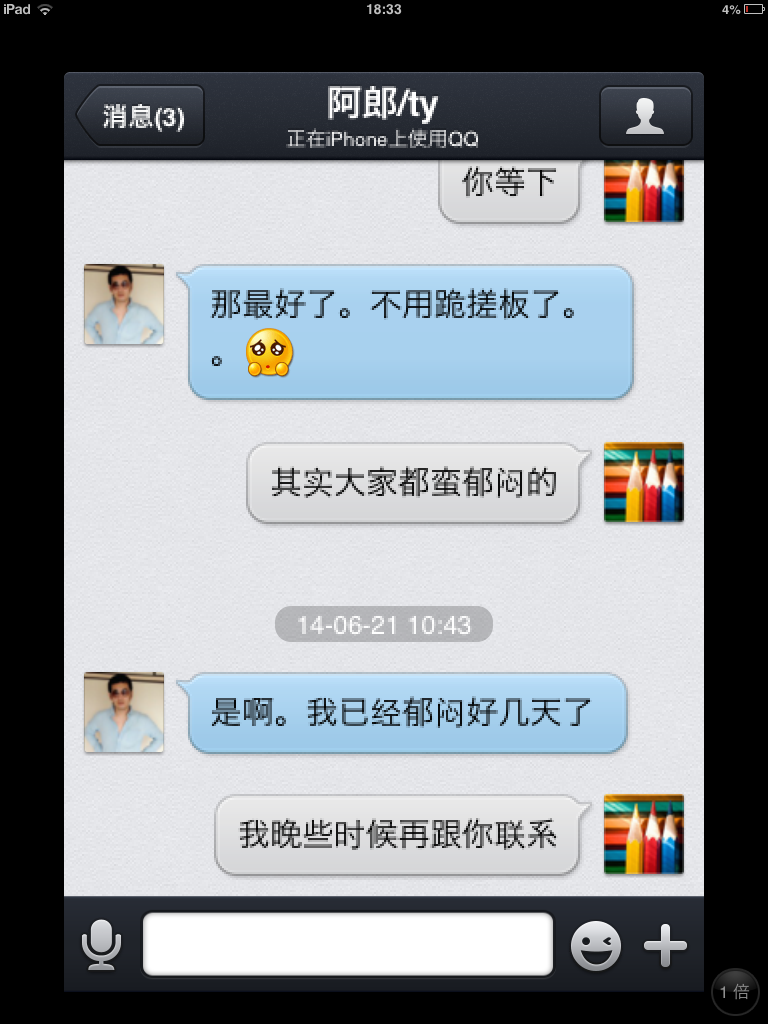 iPad 18:33 4%
消息(3)
阿郎/ty
正在iPhone上使用QQ
你等下
那最好了。不用跪搓板了。
。
其实大家都蛮郁闷的
14-06-21 10:43
是啊。我已经郁闷好几天了
我晚些时候再跟你联系
1 倍